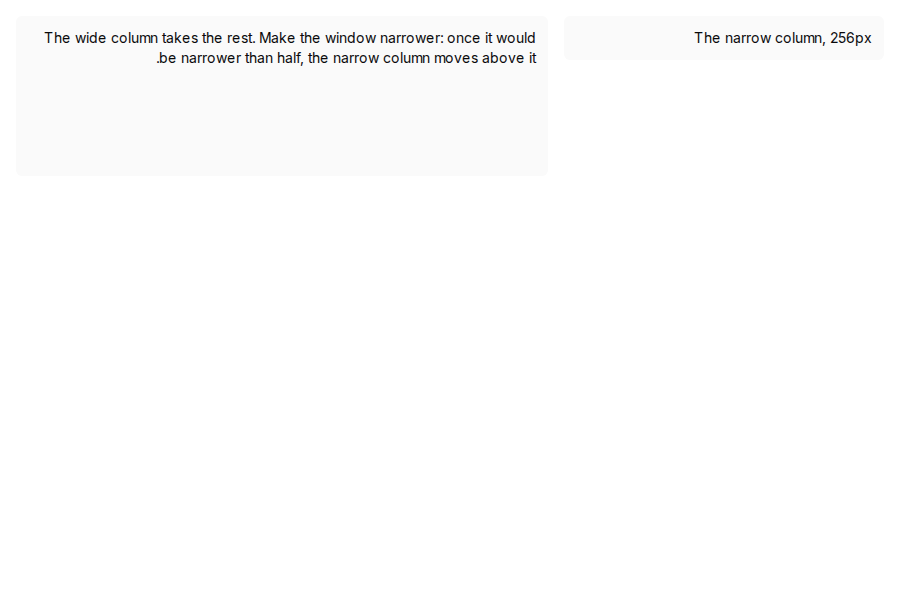 The wide column takes the rest. Make the window narrower: once it would
.be narrower than half, the narrow column moves above it
The narrow column, 256px